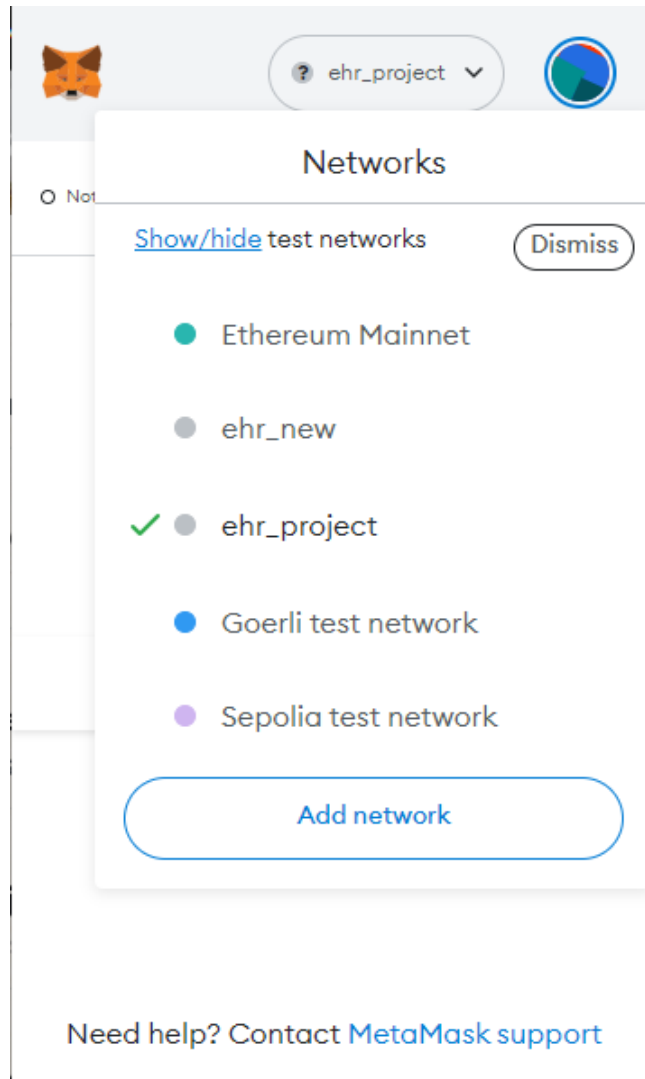 ? ehr_project
Networks
Not
Show/hide test networks
Dismiss
Ethereum Mainnet
ehr_new
ehr_project
Goerli test network
Sepolia test network
Add network
Need help? Contact MetaMask support